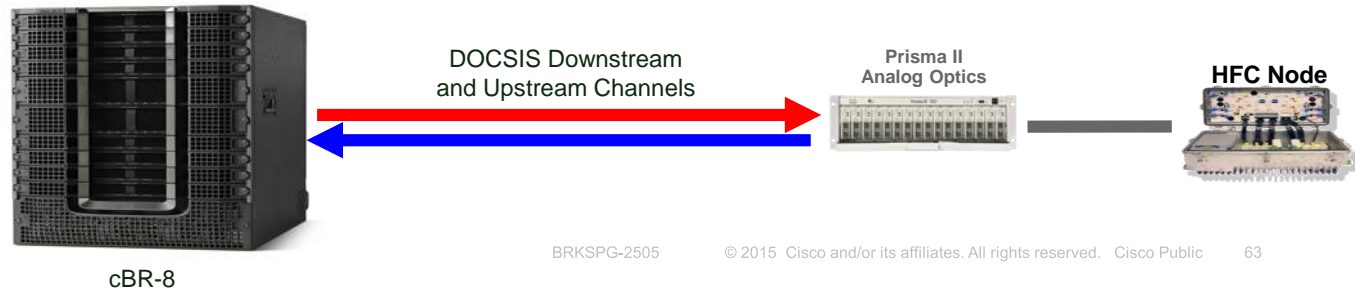 DOCSIS Downstream
and Upstream Channels
Prisma II
Analog Optics
HFC Node
cBR-8
BRKSPG-2505 © 2015 Cisco and/or its affiliates. All rights reserved. Cisco Public 63